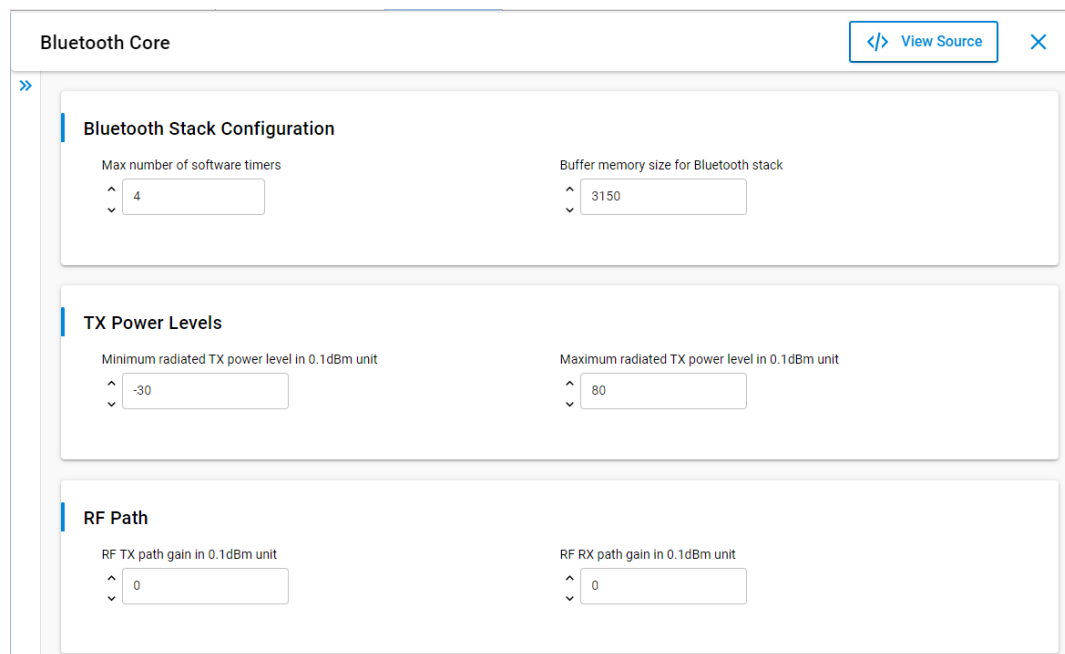 Bluetooth Core
</> View Source
Bluetooth Stack Configuration
Max number of software timers
Buffer memory size for Bluetooth stack
4
3150
TX Power Levels
Minimum radiated TX power level in 0.1dBm unit
Maximum radiated TX power level in 0.1dBm unit
-30
80
RF Path
RF TX path gain in 0.1dBm unit
RF RX path gain in 0.1dBm unit
0
0